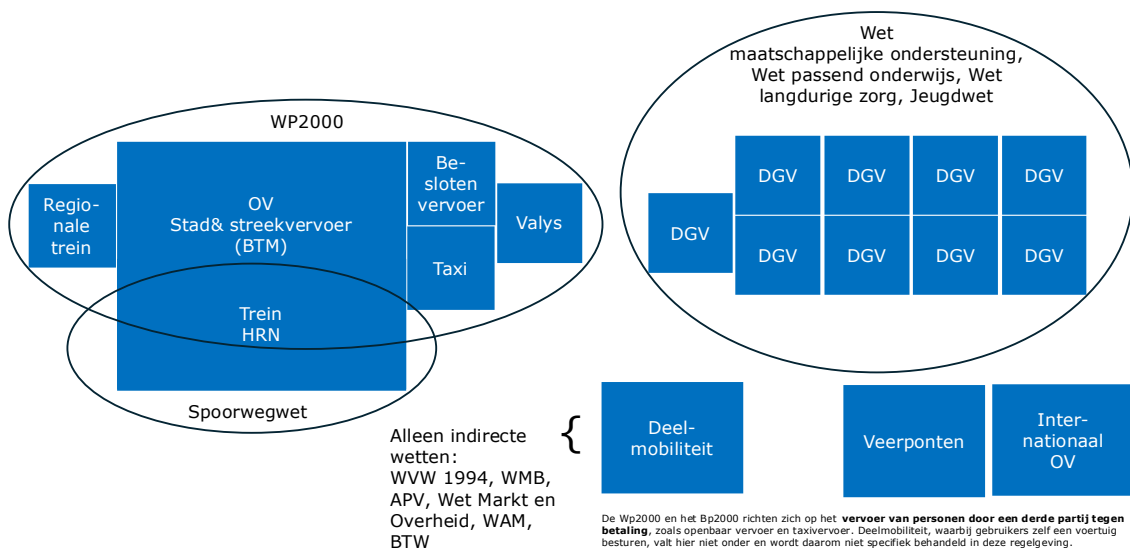 WP2000
Regio-
nale
trein
OV
Stad& streekvervoer
(BTM)
Be-
sloten
vervoer
Valys
Taxi
Trein
HRN
Spoorwegwet
Wet
maatschappelijke ondersteuning,
Wet passend onderwijs, Wet
langdurige zorg, Jeugdwet
DGV
DGV
DGV
DGV
DGV
DGV
DGV
DGV
DGV
Alleen indirecte
wetten:
WVW 1994, WMB,
APV, Wet Markt en
Overheid, WAM,
BTW
{
Deel-
mobiliteit
Veerponten
Inter-
nationaal
OV
De Wp2000 en het Bp2000 richten zich op het vervoer van personen door een derde partij tegen
betaling, zoals openbaar vervoer en taxivervoer. Deelmobiliteit, waarbij gebruikers zelf een voertuig
besturen, valt hier niet onder en wordt daarom niet specifiek behandeld in deze regelgeving.